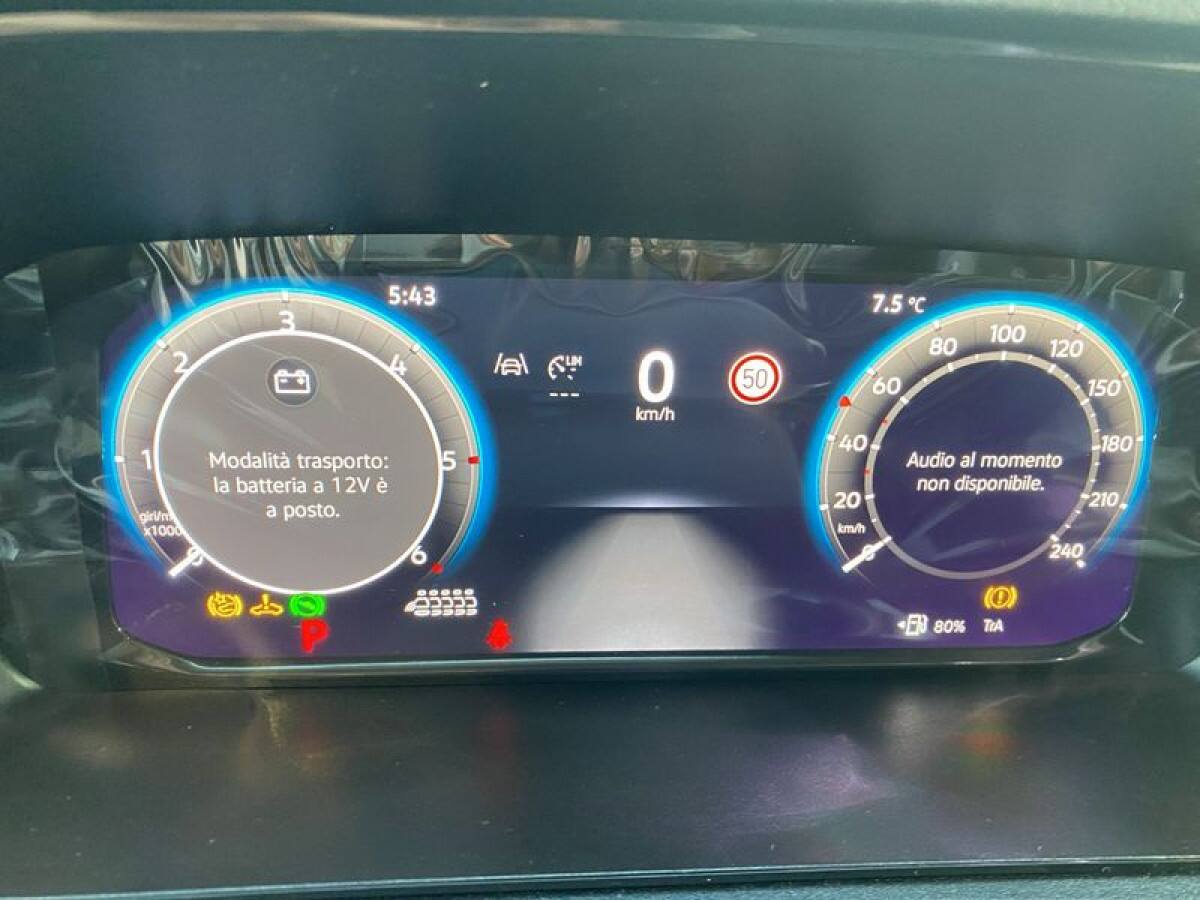 5:43
7.5 °C
1
2
3
4
5
6
x1000
Modalità trasporto:
la batteria a 12V è
a posto.
LIM
---
0
km/h
50
0
20
40
60
80
100
120
150
180
210
240
km/h
Audio al momento
non disponibile.
P
80%
TrA